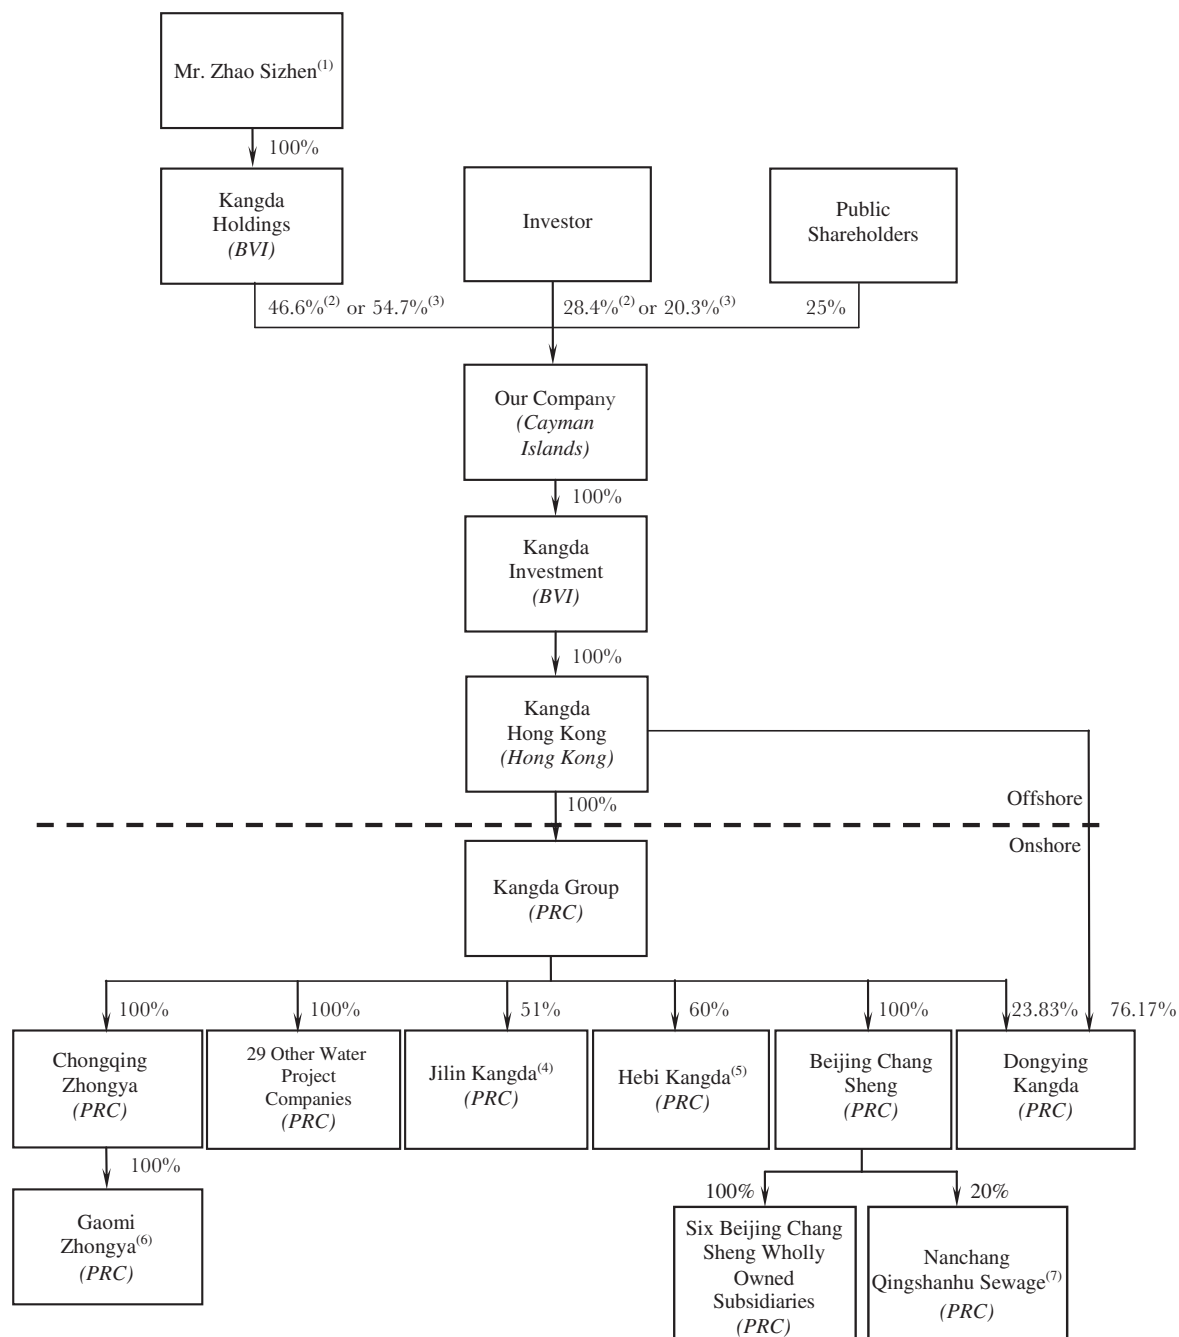 Mr. Zhao Sizhen(1)
100%
Kangda
Holdings
(BVI)
Investor
Public
Shareholders
46.6%(2) or 54.7%(3)
28.4%(2) or 20.3%(3)
25%
Our Company
(Cayman
Islands)
100%
Kangda
Investment
(BVI)
100%
Kangda
Hong Kong
(Hong Kong)
100%
Offshore
Onshore
Kangda Group
(PRC)
100%
100%
51%
60%
100%
23.83%
76.17%
Chongqing
Zhongya
(PRC)
29 Other Water
Project
Companies
(PRC)
Jilin Kangda(4)
(PRC)
Hebi Kangda(5)
(PRC)
Beijing Chang
Sheng
(PRC)
Dongying
Kangda
(PRC)
100%
100%
20%
Gaomi
Zhongya(6)
(PRC)
Six Beijing Chang
Sheng Wholly
Owned
Subsidiaries
(PRC)
Nanchang
Qingshanhu Sewage(7)
(PRC)